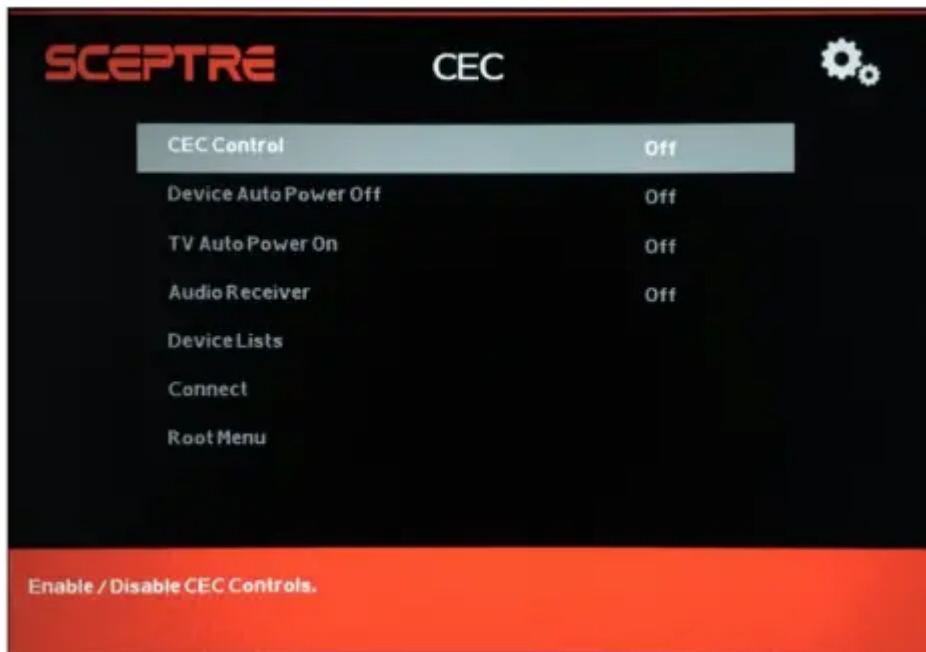 SCEPTRE CEC
CEC Control Off
Device Auto Power Off Off
TV Auto Power On Off
Audio Receiver Off
Device Lists
Connect
Root Menu
Enable / Disable CEC Controls.